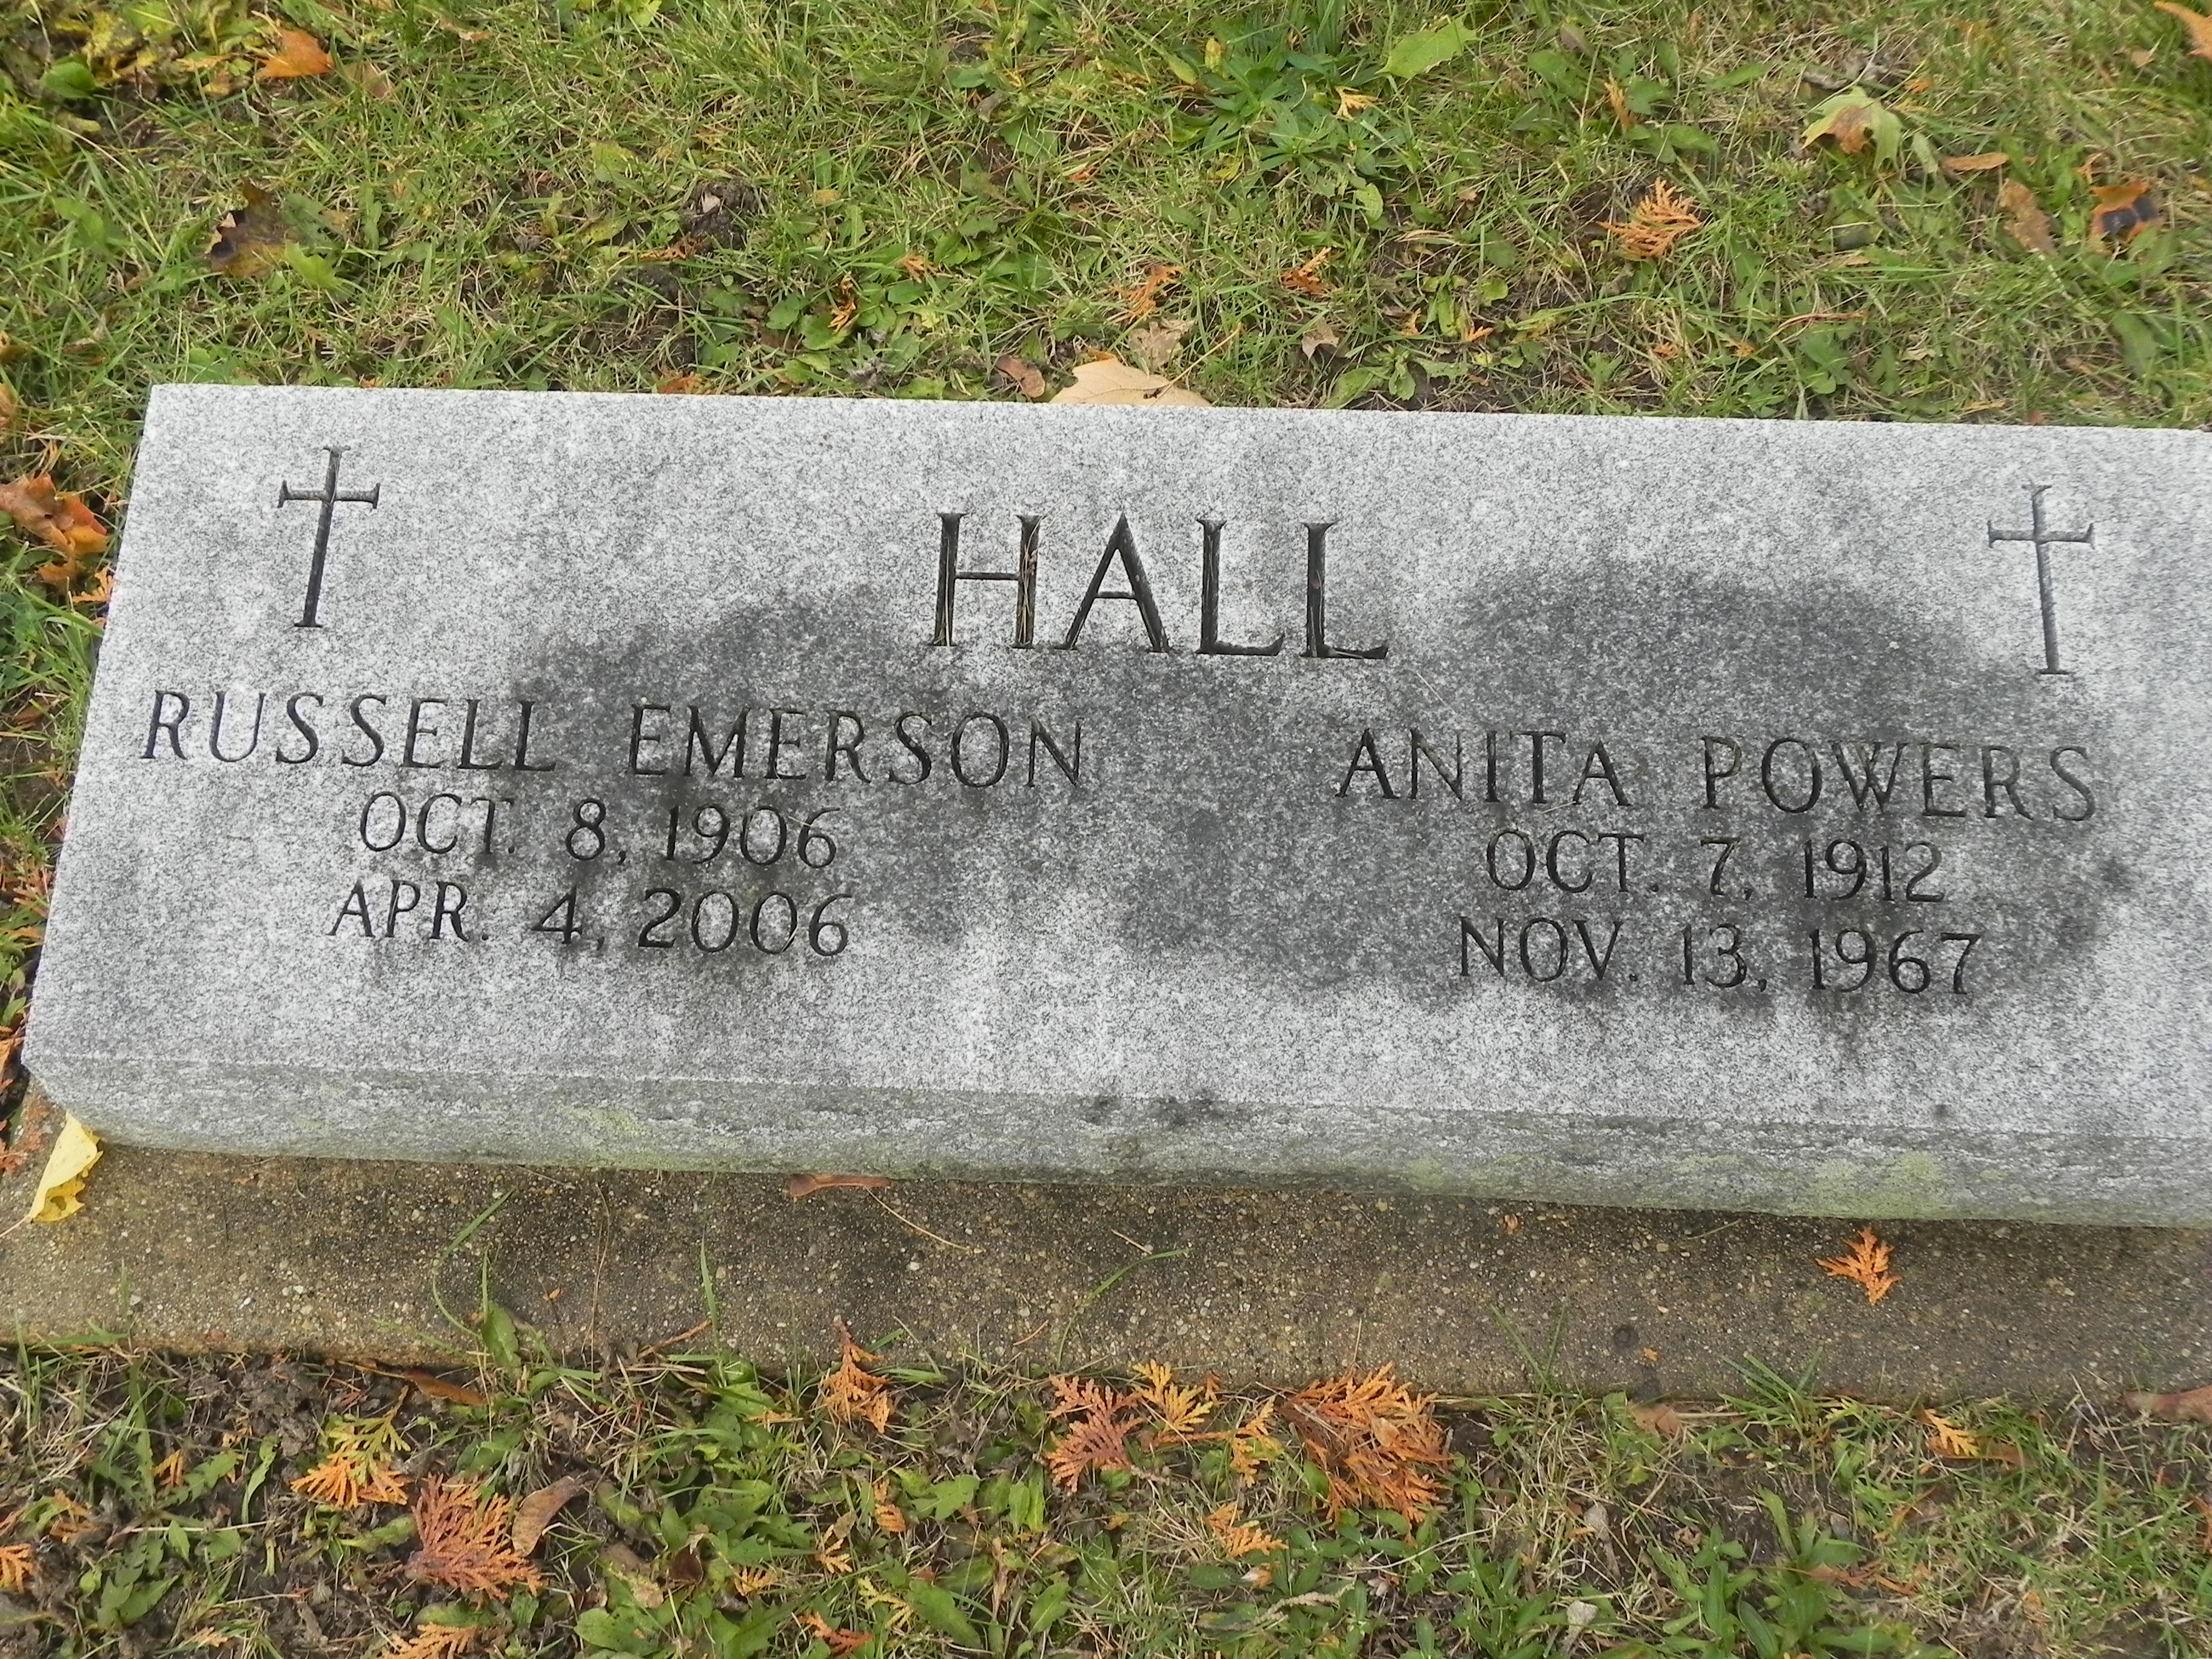 HALL
RUSSELL EMERSON
OCT. 8, 1906
APR. 4, 2006
ANITA POWERS
OCT. 7, 1912
NOV. 13, 1967